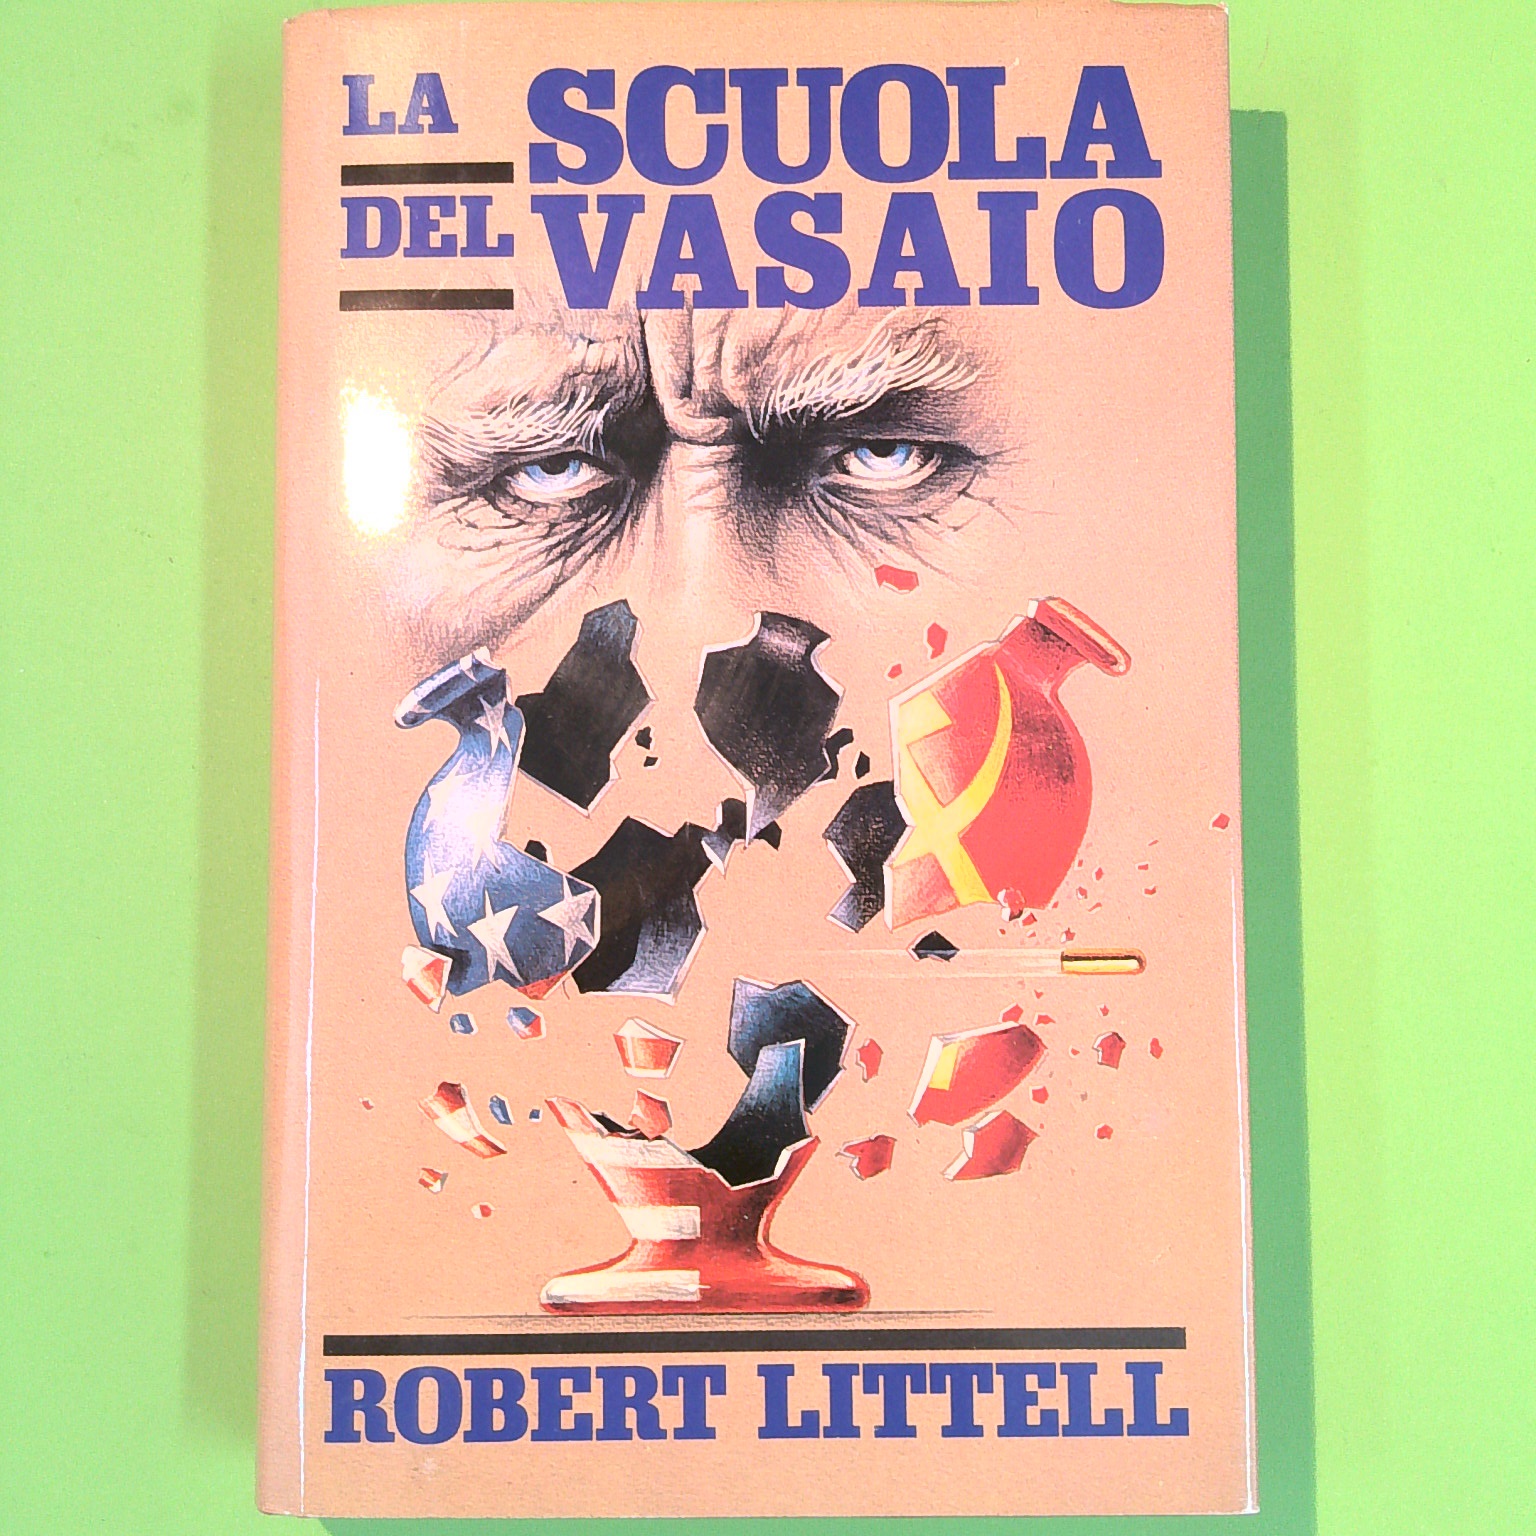 LA SCUOLA
DEL VASAIO
ROBERT LITTELL